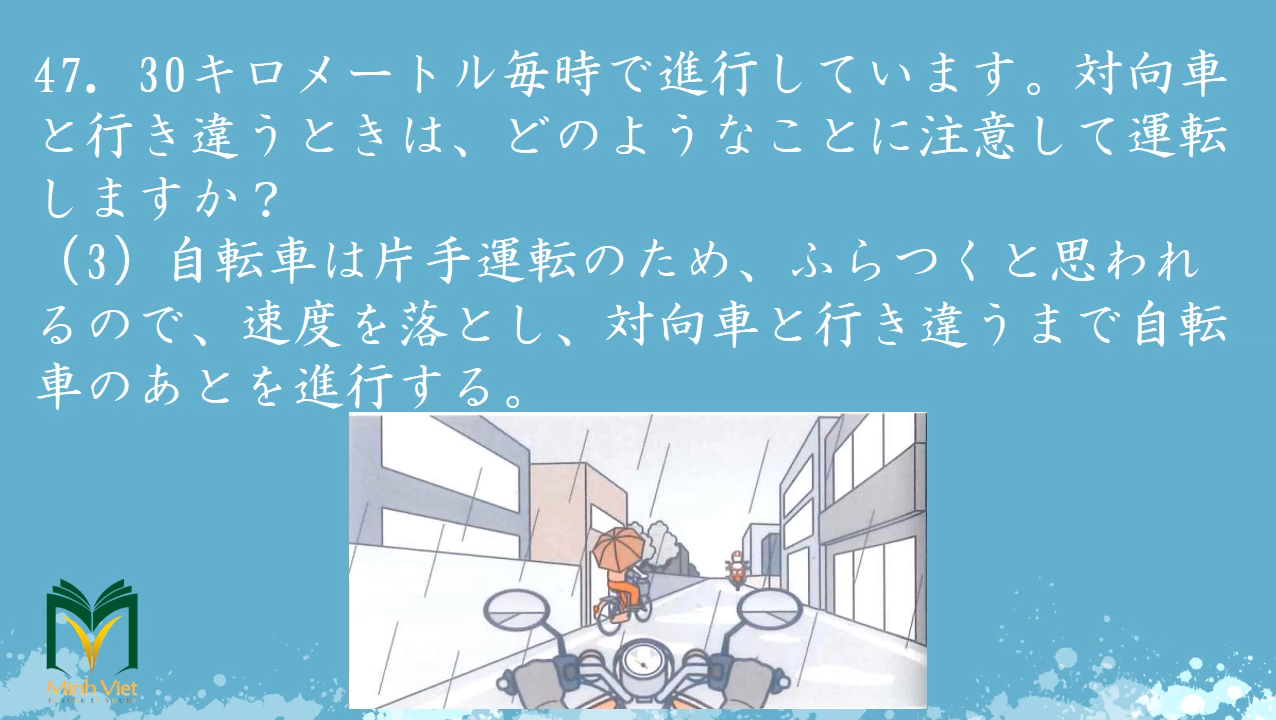 47. 30キロメートル毎時で進行しています。対向車
と行き違うときは、どのようなことに注意して運転
しますか？
（3）自転車は片手運転のため、ふらつくと思われ
るので、速度を落とし、対向車と行き違うまで自転
車のあとを進行する。
Minh Viet